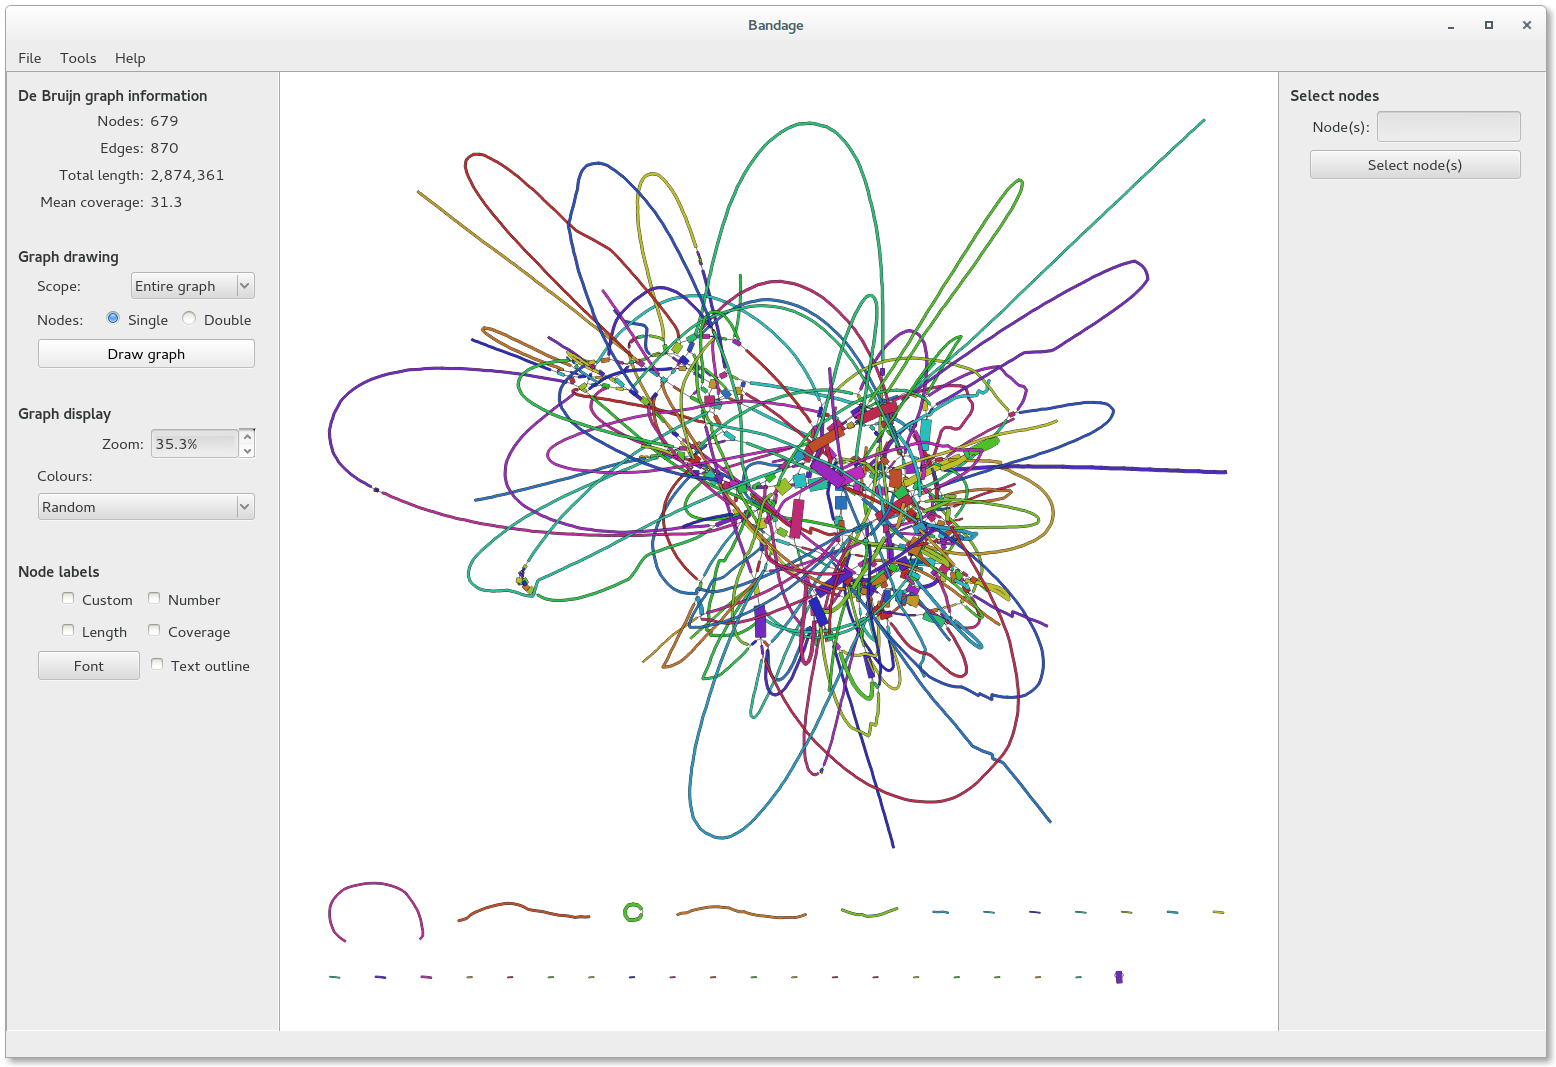 Bandage
File Tools Help
De Bruijn graph information
Nodes: 679
Edges: 870
Total length: 2,874,361
Mean coverage: 31.3
Graph drawing
Scope: Entire graph
Nodes: Single Double
Draw graph
Graph display
Zoom: 35.3%
Colours:
Random
Node labels
Custom Number
Length Coverage
Font Text outline
Select nodes
Node(s):
Select node(s)